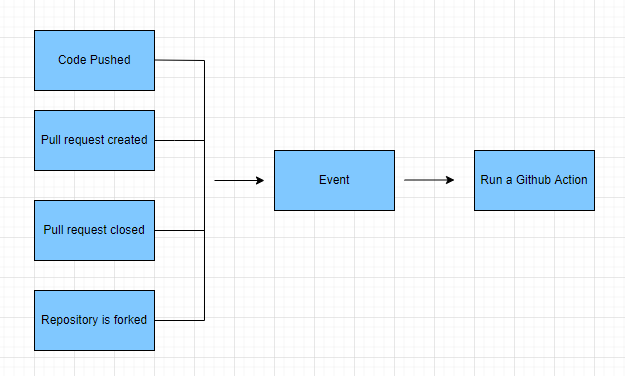 Code Pushed
Pull request created
Pull request closed
Repository is forked
Event
Run a Github Action